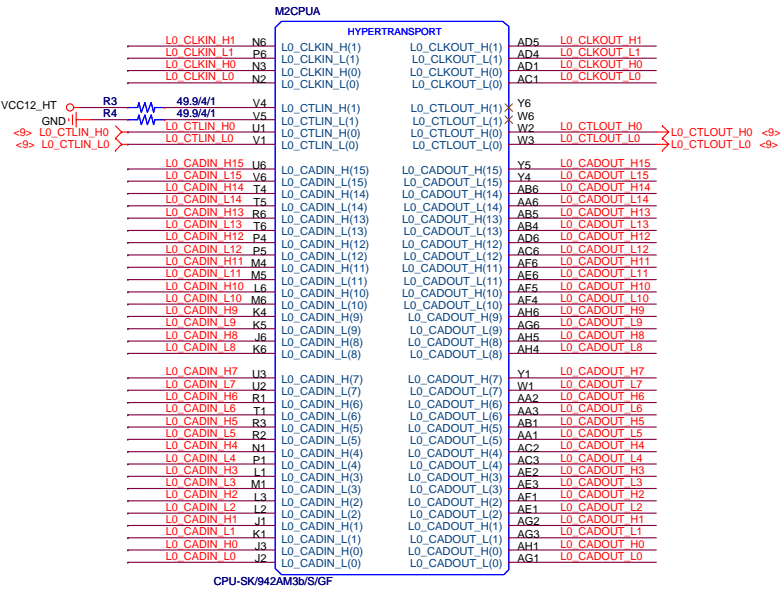 M2CPUA
HYPERTRANSPORT
L0_CLKIN_H1 N6 L0_CLKIN_H(1) L0_CLKOUT_H(1) AD5 L0_CLKOUT_H1
L0_CLKIN_L1 P6 L0_CLKIN_L(1) L0_CLKOUT_L(1) AD4 L0_CLKOUT_L1
L0_CLKIN_H0 N3 L0_CLKIN_H(0) L0_CLKOUT_H(0) AD1 L0_CLKOUT_H0
L0_CLKIN_L0 N2 L0_CLKIN_L(0) L0_CLKOUT_L(0) AC1 L0_CLKOUT_L0
VCC12_HT R3 49.9/4/1 V4 L0_CTLIN_H(1) L0_CTLOUT_H(1) Y6
GND R4 49.9/4/1 V5 L0_CTLIN_L(1) L0_CTLOUT_L(1) W6
<9> L0_CTLIN_H0 L0_CTLIN_H0 U1 L0_CTLIN_H(0) L0_CTLOUT_H(0) W2 L0_CTLOUT_H0 L0_CTLOUT_H0 <9>
<9> L0_CTLIN_L0 L0_CTLIN_L0 V1 L0_CTLIN_L(0) L0_CTLOUT_L(0) W3 L0_CTLOUT_L0 L0_CTLOUT_L0 <9>
L0_CADIN_H15 U6 L0_CADIN_H(15) L0_CADOUT_H(15) Y5 L0_CADOUT_H15
L0_CADIN_L15 V6 L0_CADIN_L(15) L0_CADOUT_L(15) Y4 L0_CADOUT_L15
L0_CADIN_H14 T4 L0_CADIN_H(14) L0_CADOUT_H(14) AB6 L0_CADOUT_H14
L0_CADIN_L14 T5 L0_CADIN_L(14) L0_CADOUT_L(14) AA6 L0_CADOUT_L14
L0_CADIN_H13 R6 L0_CADIN_H(13) L0_CADOUT_H(13) AB5 L0_CADOUT_H13
L0_CADIN_L13 T6 L0_CADIN_L(13) L0_CADOUT_L(13) AB4 L0_CADOUT_L13
L0_CADIN_H12 P4 L0_CADIN_H(12) L0_CADOUT_H(12) AD6 L0_CADOUT_H12
L0_CADIN_L12 P5 L0_CADIN_L(12) L0_CADOUT_L(12) AC6 L0_CADOUT_L12
L0_CADIN_H11 M4 L0_CADIN_H(11) L0_CADOUT_H(11) AF6 L0_CADOUT_H11
L0_CADIN_L11 M5 L0_CADIN_L(11) L0_CADOUT_L(11) AE6 L0_CADOUT_L11
L0_CADIN_H10 L6 L0_CADIN_H(10) L0_CADOUT_H(10) AF5 L0_CADOUT_H10
L0_CADIN_L10 M6 L0_CADIN_L(10) L0_CADOUT_L(10) AF4 L0_CADOUT_L10
L0_CADIN_H9 K4 L0_CADIN_H(9) L0_CADOUT_H(9) AH6 L0_CADOUT_H9
L0_CADIN_L9 K5 L0_CADIN_L(9) L0_CADOUT_L(9) AG6 L0_CADOUT_L9
L0_CADIN_H8 J6 L0_CADIN_H(8) L0_CADOUT_H(8) AH5 L0_CADOUT_H8
L0_CADIN_L8 K6 L0_CADIN_L(8) L0_CADOUT_L(8) AH4 L0_CADOUT_L8
L0_CADIN_H7 U3 L0_CADIN_H(7) L0_CADOUT_H(7) Y1 L0_CADOUT_H7
L0_CADIN_L7 U2 L0_CADIN_L(7) L0_CADOUT_L(7) W1 L0_CADOUT_L7
L0_CADIN_H6 R1 L0_CADIN_H(6) L0_CADOUT_H(6) AA2 L0_CADOUT_H6
L0_CADIN_L6 T1 L0_CADIN_L(6) L0_CADOUT_L(6) AA3 L0_CADOUT_L6
L0_CADIN_H5 R3 L0_CADIN_H(5) L0_CADOUT_H(5) AB1 L0_CADOUT_H5
L0_CADIN_L5 R2 L0_CADIN_L(5) L0_CADOUT_L(5) AA1 L0_CADOUT_L5
L0_CADIN_H4 N1 L0_CADIN_H(4) L0_CADOUT_H(4) AC2 L0_CADOUT_H4
L0_CADIN_L4 P1 L0_CADIN_L(4) L0_CADOUT_L(4) AC3 L0_CADOUT_L4
L0_CADIN_H3 L1 L0_CADIN_H(3) L0_CADOUT_H(3) AE2 L0_CADOUT_H3
L0_CADIN_L3 M1 L0_CADIN_L(3) L0_CADOUT_L(3) AE3 L0_CADOUT_L3
L0_CADIN_H2 L3 L0_CADIN_H(2) L0_CADOUT_H(2) AF1 L0_CADOUT_H2
L0_CADIN_L2 L2 L0_CADIN_L(2) L0_CADOUT_L(2) AE1 L0_CADOUT_L2
L0_CADIN_H1 J1 L0_CADIN_H(1) L0_CADOUT_H(1) AG2 L0_CADOUT_H1
L0_CADIN_L1 K1 L0_CADIN_L(1) L0_CADOUT_L(1) AG3 L0_CADOUT_L1
L0_CADIN_H0 J3 L0_CADIN_H(0) L0_CADOUT_H(0) AH1 L0_CADOUT_H0
L0_CADIN_L0 J2 L0_CADIN_L(0) L0_CADOUT_L(0) AG1 L0_CADOUT_L0
CPU-SK/942AM3b/S/GF